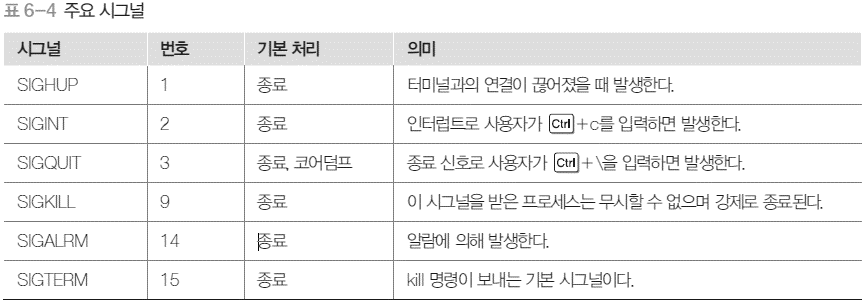 표 6-4 주요 시그널
시그널 번호 기본 처리 의미
SIGHUP 1 종료 터미널과의 연결이 끊어졌을 때 발생한다.
SIGINT 2 종료 인터럽트로 사용자가 Ctrl+c를 입력하면 발생한다.
SIGQUIT 3 종료, 코어덤프 종료 신호로 사용자가 Ctrl+\을 입력하면 발생한다.
SIGKILL 9 종료 이 시그널을 받은 프로세스는 무시할 수 없으며 강제로 종료된다.
SIGALRM 14 종료 알람에 의해 발생한다.
SIGTERM 15 종료 kill 명령이 보내는 기본 시그널이다.